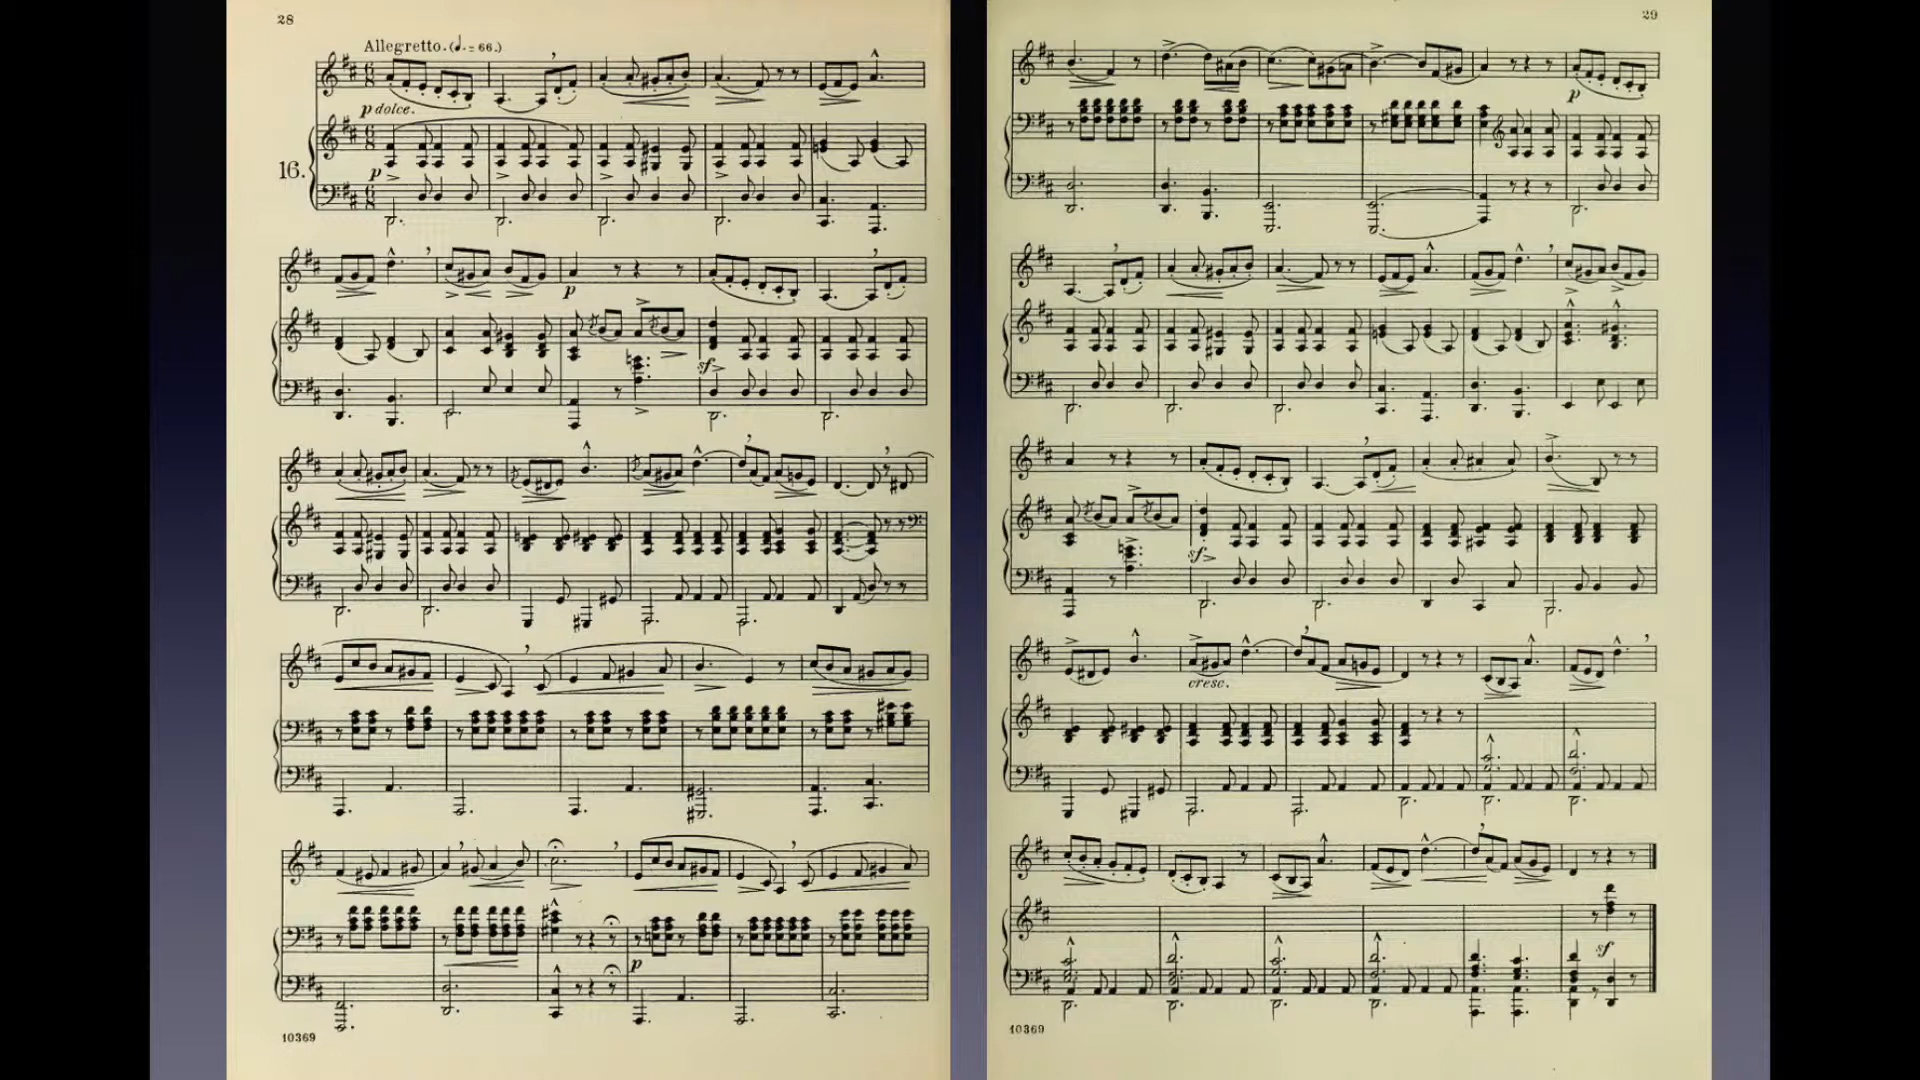 28
Allegretto. (♩. = 66.)
p dolce.
p
16.
p
sf
p
10369
29
p
sf
cresc.
sf
10369